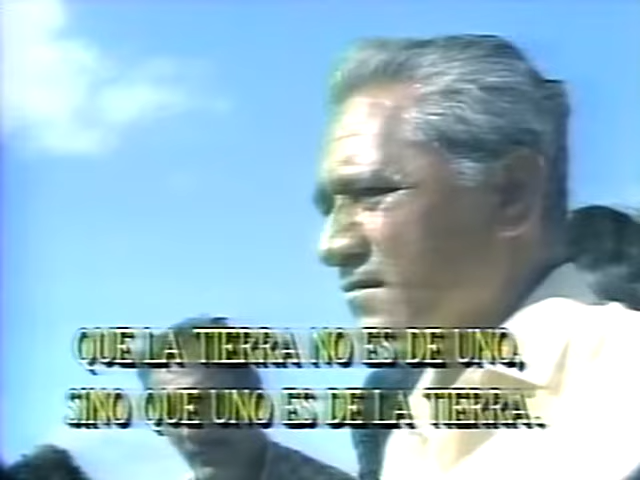 QUE LA TIERRA NO ES DE UNO,
SINO QUE UNO ES DE LA TIERRA.